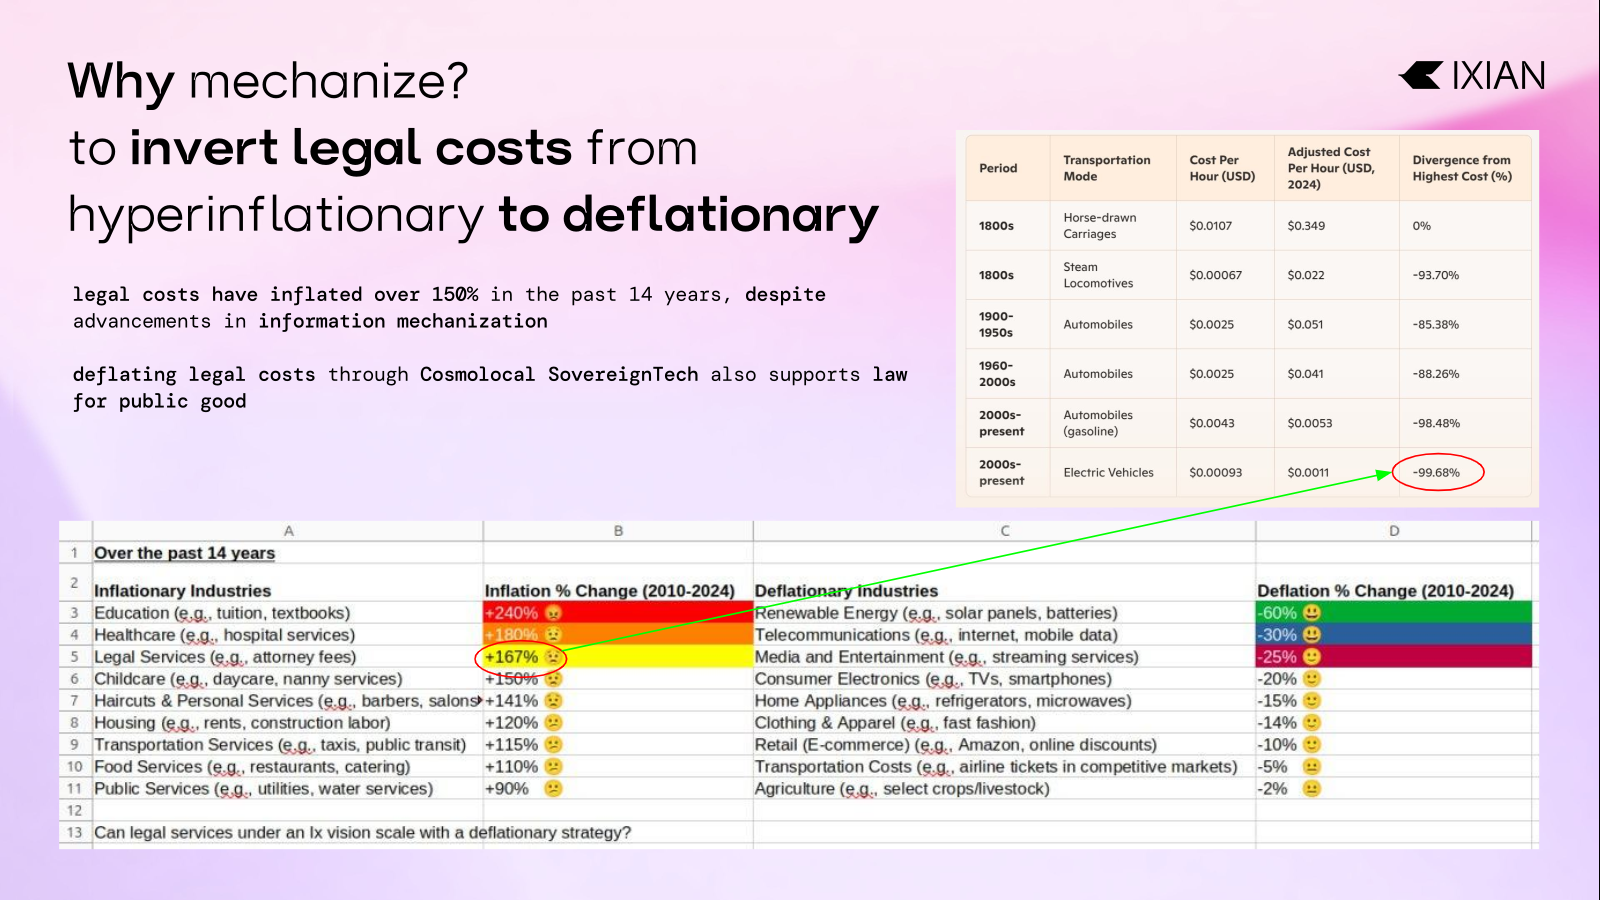 Why mechanize?
to invert legal costs from
hyperinflationary to deflationary
IXIAN
legal costs have inflated over 150% in the past 14 years, despite
advancements in information mechanization
deflating legal costs through Cosmolocal SovereignTech also supports law
for public good
Period Transportation Mode Cost Per Hour (USD) Adjusted Cost Per Hour (USD, 2024) Divergence from Highest Cost (%)
1800s Horse-drawn Carriages $0.0107 $0.349 0%
1800s Steam Locomotives $0.00067 $0.022 -93.70%
1900-1950s Automobiles $0.0025 $0.051 -85.38%
1960-2000s Automobiles $0.0025 $0.041 -88.26%
2000s-present Automobiles (gasoline) $0.0043 $0.0053 -98.48%
2000s-present Electric Vehicles $0.00093 $0.0011 -99.68%
A B C D
1 Over the past 14 years
2 Inflationary Industries Inflation % Change (2010-2024) Deflationary Industries Deflation % Change (2010-2024)
3 Education (e.g., tuition, textbooks) +240% 😡 Renewable Energy (e.g., solar panels, batteries) -60% 😃
4 Healthcare (e.g., hospital services) +180% 😟 Telecommunications (e.g., internet, mobile data) -30% 😃
5 Legal Services (e.g., attorney fees) +167% 😟 Media and Entertainment (e.g., streaming services) -25% 🙂
6 Childcare (e.g., daycare, nanny services) +150% 😟 Consumer Electronics (e.g., TVs, smartphones) -20% 🙂
7 Haircuts & Personal Services (e.g., barbers, salons +141% 😟 Home Appliances (e.g., refrigerators, microwaves) -15% 🙂
8 Housing (e.g., rents, construction labor) +120% 😕 Clothing & Apparel (e.g., fast fashion) -14% 🙂
9 Transportation Services (e.g., taxis, public transit) +115% 😕 Retail (E-commerce) (e.g., Amazon, online discounts) -10% 🙂
10 Food Services (e.g., restaurants, catering) +110% 😕 Transportation Costs (e.g., airline tickets in competitive markets) -5% 😐
11 Public Services (e.g., utilities, water services) +90% 😕 Agriculture (e.g., select crops/livestock) -2% 😐
12
13 Can legal services under an Ix vision scale with a deflationary strategy?